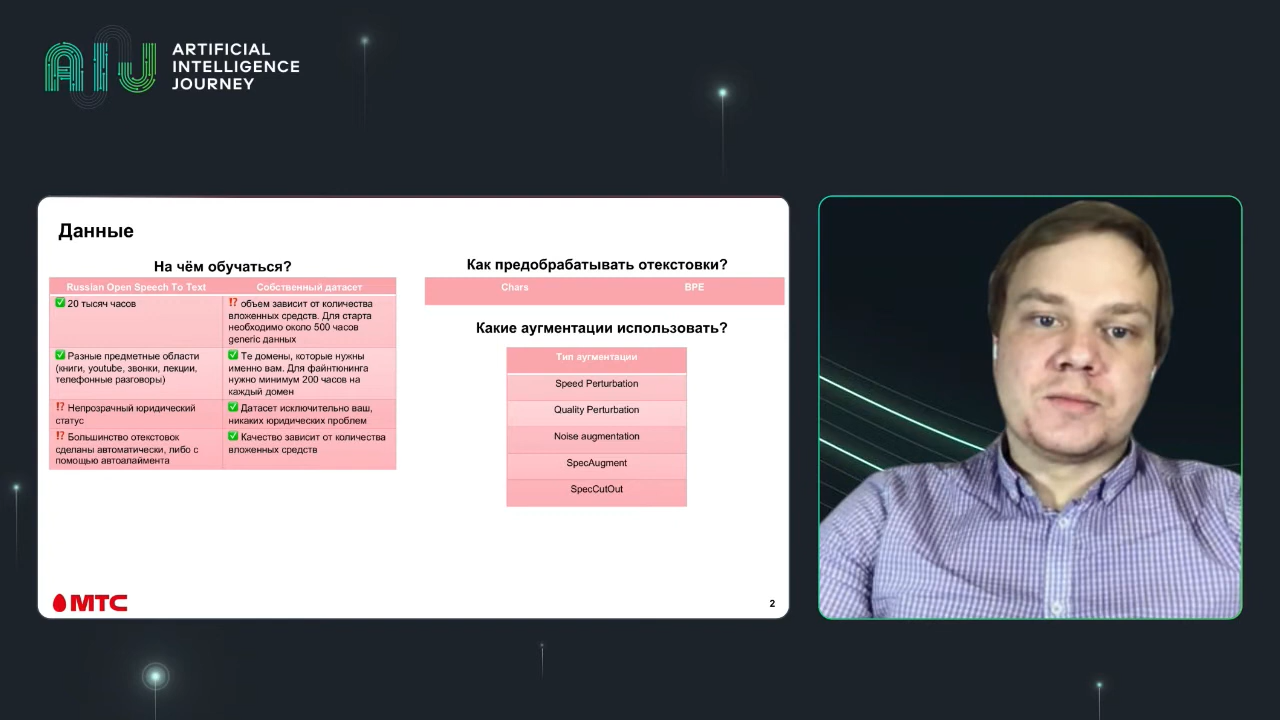 ARTIFICIAL
INTELLIGENCE
JOURNEY
Данные
На чём обучаться?
Russian Open Speech To Text
Собственный датасет
20 тысяч часов
⁉ объем зависит от количества
вложенных средств. Для старта
необходимо около 500 часов
generic данных
Разные предметные области
(книги, youtube, звонки, лекции,
телефонные разговоры)
Те домены, которые нужны
именно вам. Для файнтюнинга
нужно минимум 200 часов на
каждый домен
⁉ Непрозрачный юридический
статус
Датасет исключительно ваш,
никаких юридических проблем
⁉ Большинство отекстовок
сделаны автоматически, либо с
помощью автоалаймента
Качество зависит от количества
вложенных средств
Как предобрабатывать отекстовки?
Chars
BPE
Какие аугментации использовать?
Тип аугментации
Speed Perturbation
Quality Perturbation
Noise augmentation
SpecAugment
SpecCutOut
МТС
2